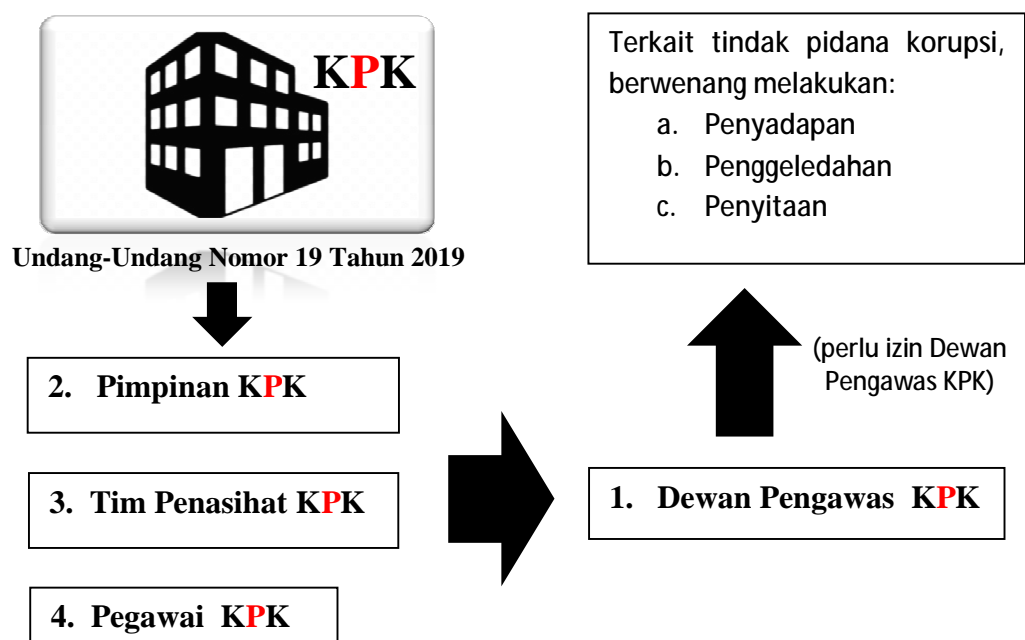 KPK
Undang-Undang Nomor 19 Tahun 2019
2. Pimpinan KPK
3. Tim Penasihat KPK
4. Pegawai KPK
Terkait tindak pidana korupsi,
berwenang melakukan:
a. Penyadapan
b. Penggeledahan
c. Penyitaan
(perlu izin Dewan
Pengawas KPK)
1. Dewan Pengawas KPK